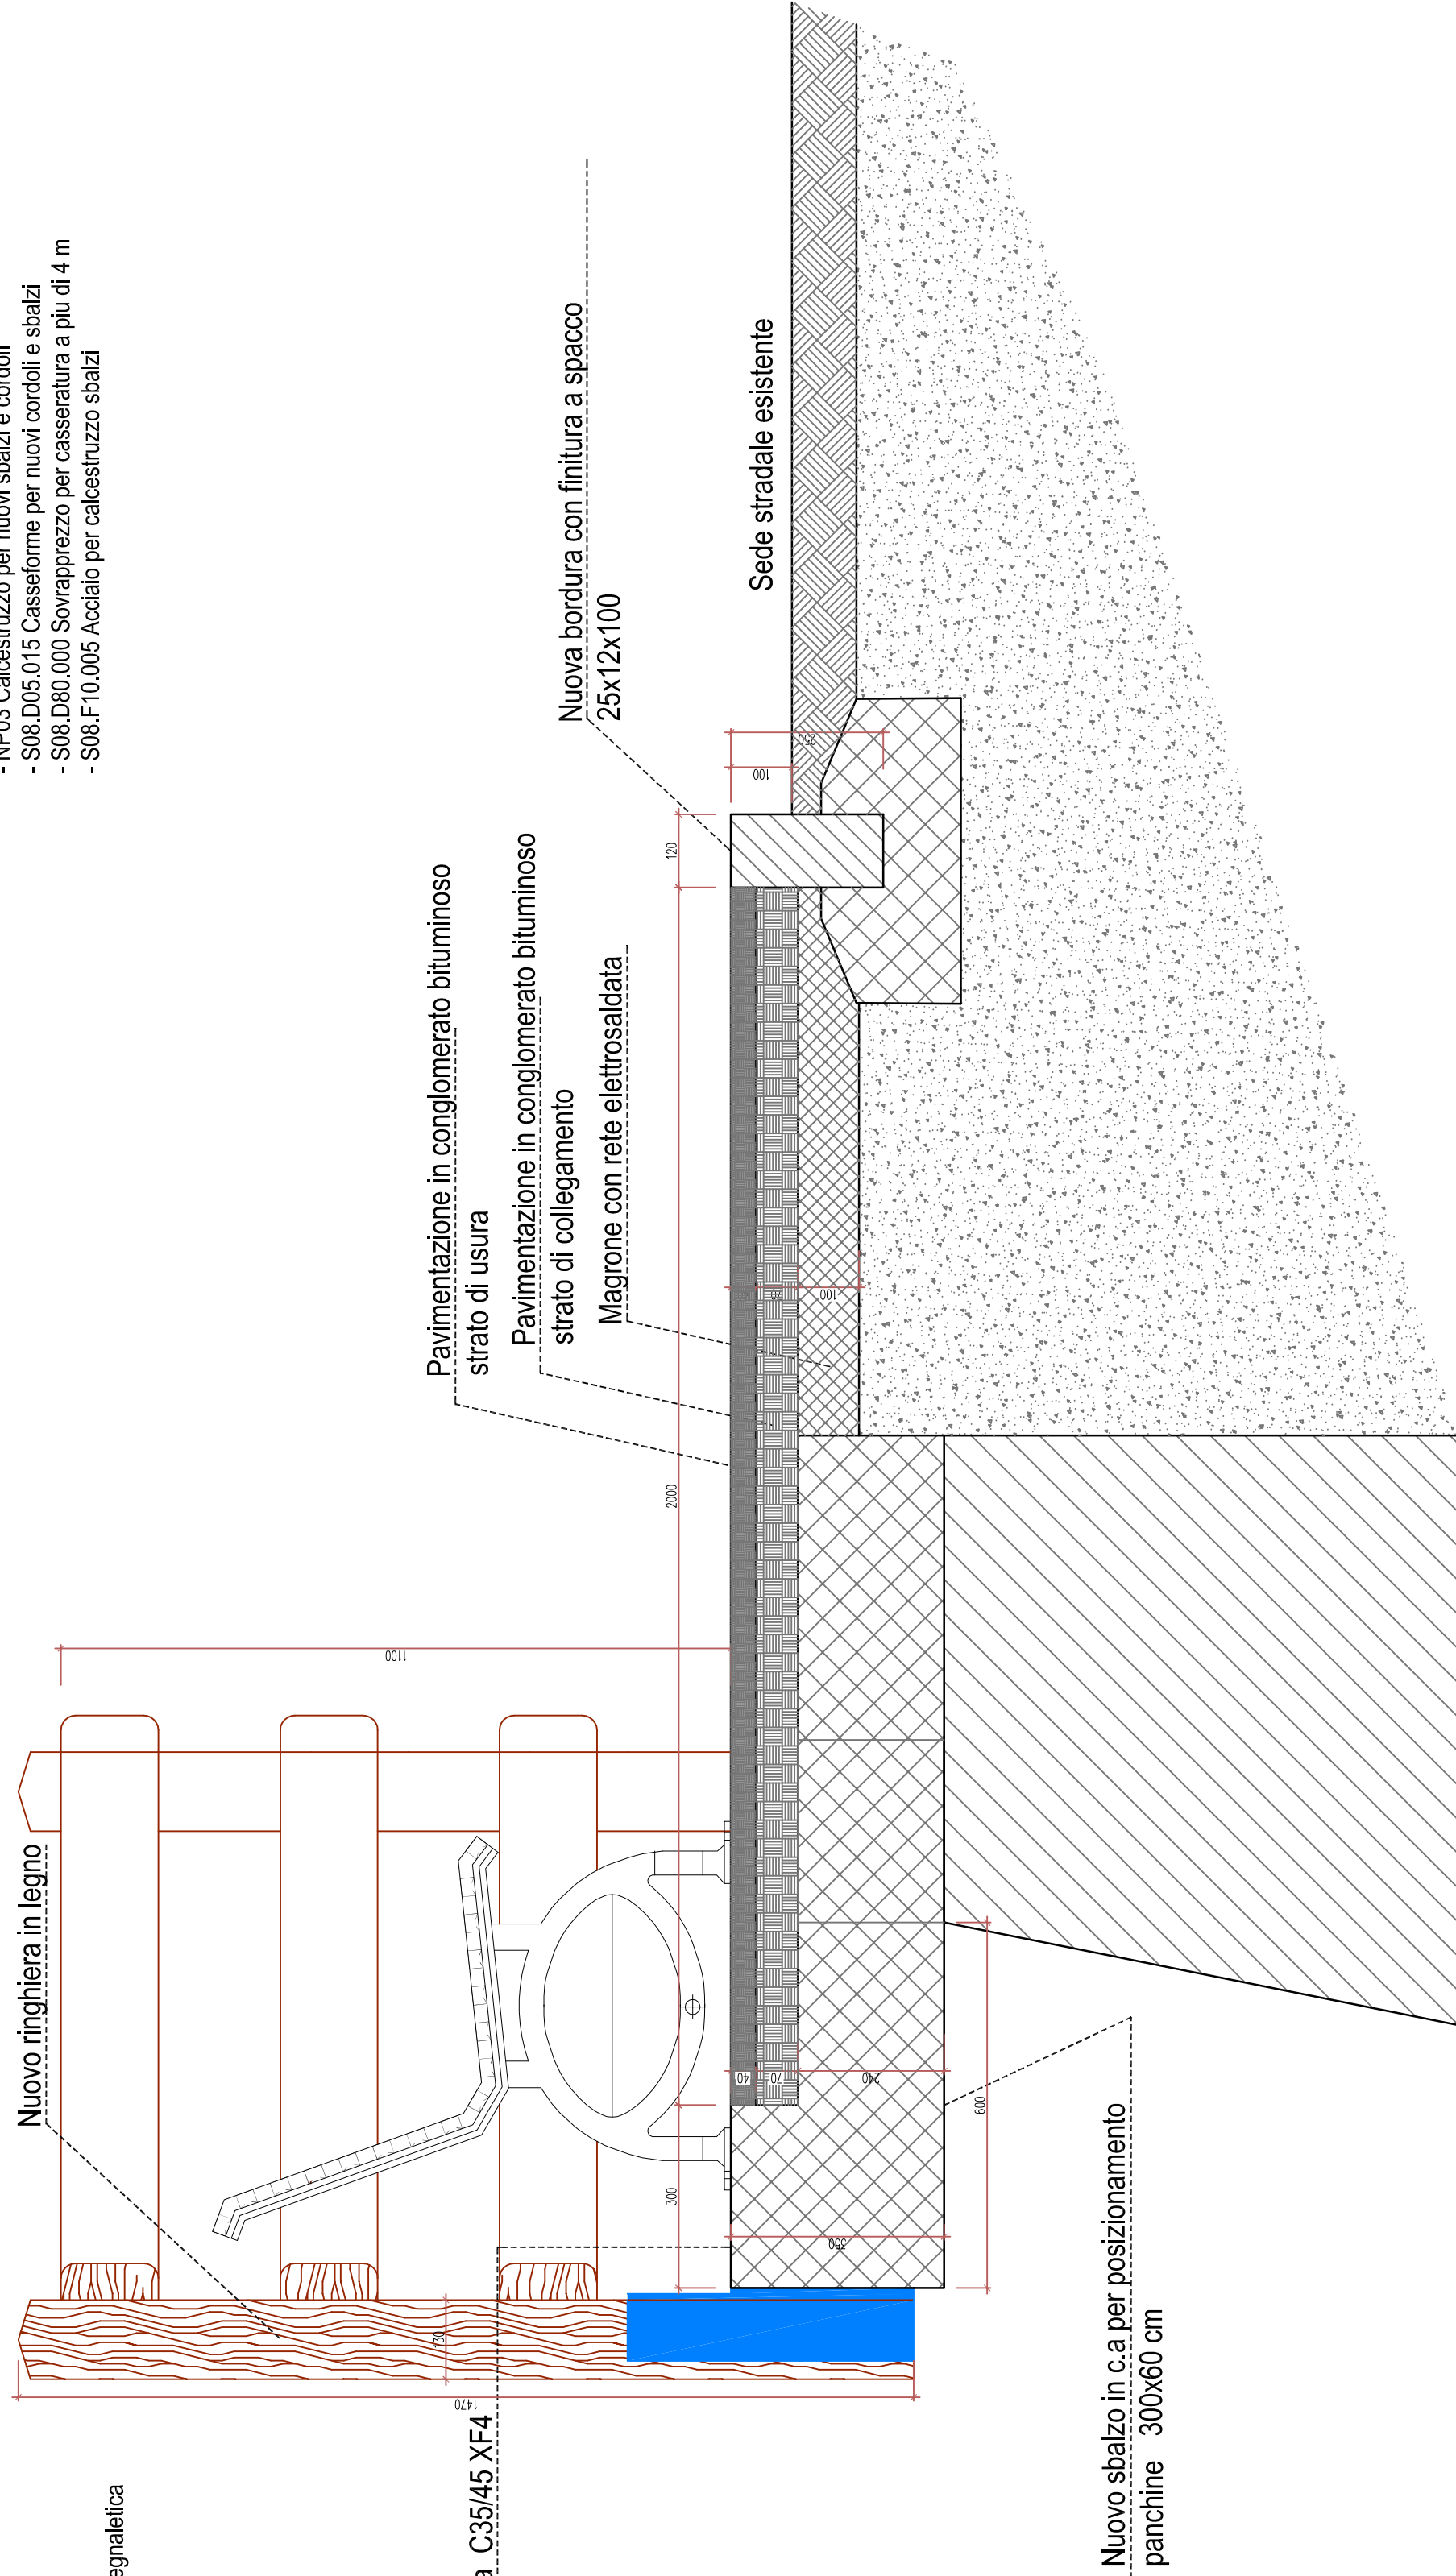 - NP03 Calcestruzzo per nuovi sbalzi e cordoli
- S08.D05.015 Casseforme per nuovi cordoli e sbalzi
- S08.D80.000 Sovrapprezzo per casseratura a piu di 4 m
- S08.F10.005 Acciaio per calcestruzzo sbalzi
Nuovo ringhiera in legno
egnaletica
Pavimentazione in conglomerato bituminoso
strato di usura
Pavimentazione in conglomerato bituminoso
strato di collegamento
Magrone con rete elettrosaldata
Nuova bordura con finitura a spacco
25x12x100
Sede stradale esistente
a C35/45 XF4
Nuovo sbalzo in c.a per posizionamento
panchine 300x60 cm
1100
1470
130
300
2000
120
100
250
70
100
40
70
240
350
600